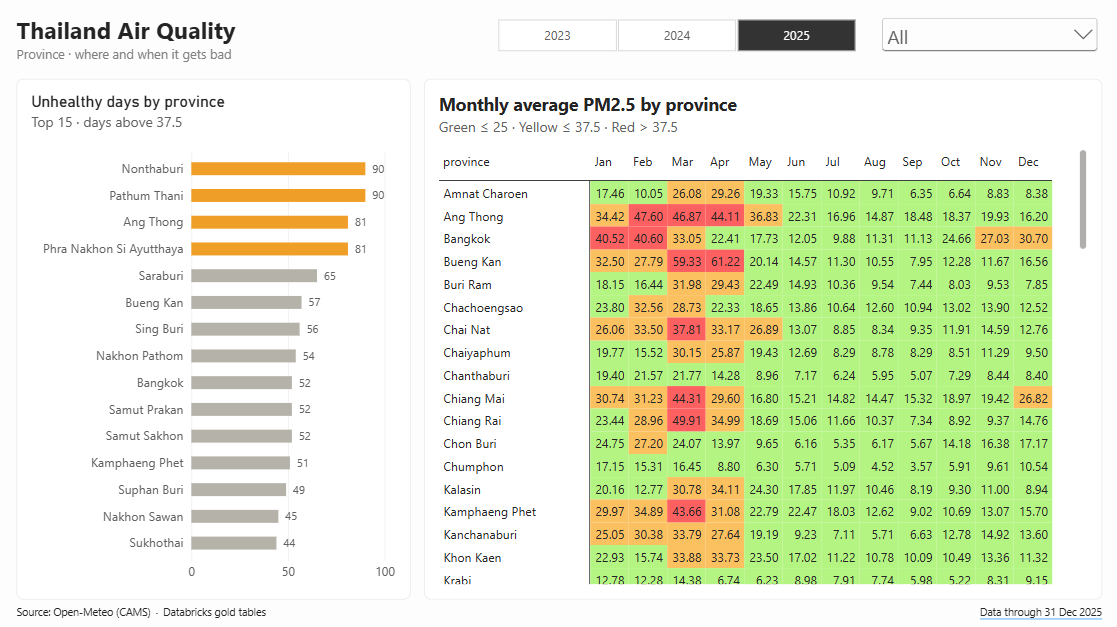 Thailand Air Quality
Province · where and when it gets bad
2023 2024 2025 All
Unhealthy days by province
Top 15 · days above 37.5
Nonthaburi 90
Pathum Thani 90
Ang Thong 81
Phra Nakhon Si Ayutthaya 81
Saraburi 65
Bueng Kan 57
Sing Buri 56
Nakhon Pathom 54
Bangkok 52
Samut Prakan 52
Samut Sakhon 52
Kamphaeng Phet 51
Suphan Buri 49
Nakhon Sawan 45
Sukhothai 44
0 50 100
Monthly average PM2.5 by province
Green ≤ 25 · Yellow ≤ 37.5 · Red > 37.5
province Jan Feb Mar Apr May Jun Jul Aug Sep Oct Nov Dec
Amnat Charoen 17.46 10.05 26.08 29.26 19.33 15.75 10.92 9.71 6.35 6.64 8.83 8.38
Ang Thong 34.42 47.60 46.87 44.11 36.83 22.31 16.96 14.87 18.48 18.37 19.93 16.20
Bangkok 40.52 40.60 33.05 22.41 17.73 12.05 9.88 11.31 11.13 24.66 27.03 30.70
Bueng Kan 32.50 27.79 59.33 61.22 20.14 14.57 11.30 10.55 7.95 12.28 11.67 16.56
Buri Ram 18.15 16.44 31.98 29.43 22.49 14.93 10.36 9.54 7.44 8.03 9.53 7.85
Chachoengsao 23.80 32.56 28.73 22.33 18.65 13.86 10.64 12.60 10.94 13.02 13.90 12.52
Chai Nat 26.06 33.50 37.81 33.17 26.89 13.07 8.85 8.34 9.35 11.91 14.59 12.76
Chaiyaphum 19.77 15.52 30.15 25.87 19.43 12.69 8.29 8.78 8.29 8.51 11.29 9.50
Chanthaburi 19.40 21.57 21.77 14.28 8.96 7.17 6.24 5.95 5.07 7.29 8.44 8.40
Chiang Mai 30.74 31.23 44.31 29.60 16.80 15.21 14.82 14.47 15.32 18.97 19.42 26.82
Chiang Rai 23.44 28.96 49.91 34.99 18.69 15.06 11.66 10.37 7.34 8.92 9.37 14.76
Chon Buri 24.75 27.20 24.07 13.97 9.65 6.16 5.35 6.17 5.67 14.18 16.38 17.17
Chumphon 17.15 15.31 16.45 8.80 6.30 5.71 5.09 4.52 3.57 5.91 9.61 10.54
Kalasin 20.16 12.77 30.78 34.11 24.30 17.85 11.97 10.46 8.19 9.30 11.00 8.94
Kamphaeng Phet 29.97 34.89 43.66 31.08 22.79 22.47 18.03 12.62 9.02 10.69 13.07 15.70
Kanchanaburi 25.05 30.38 33.79 27.64 19.19 9.23 7.11 5.71 6.63 12.78 14.92 13.60
Khon Kaen 22.93 15.74 33.88 33.73 23.50 17.02 11.22 10.78 10.09 10.49 13.36 11.32
Krabi 12.78 12.28 14.38 6.74 6.23 8.98 7.91 7.74 5.98 5.22 8.31 9.15
Source: Open-Meteo (CAMS) · Databricks gold tables
Data through 31 Dec 2025